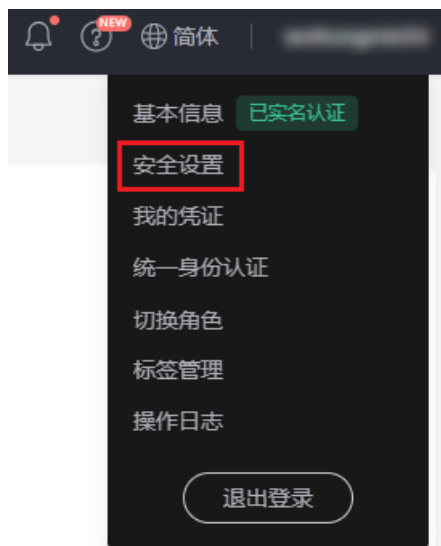 NEW
简体
基本信息 已实名认证
安全设置
我的凭证
统一身份认证
切换角色
标签管理
操作日志
退出登录